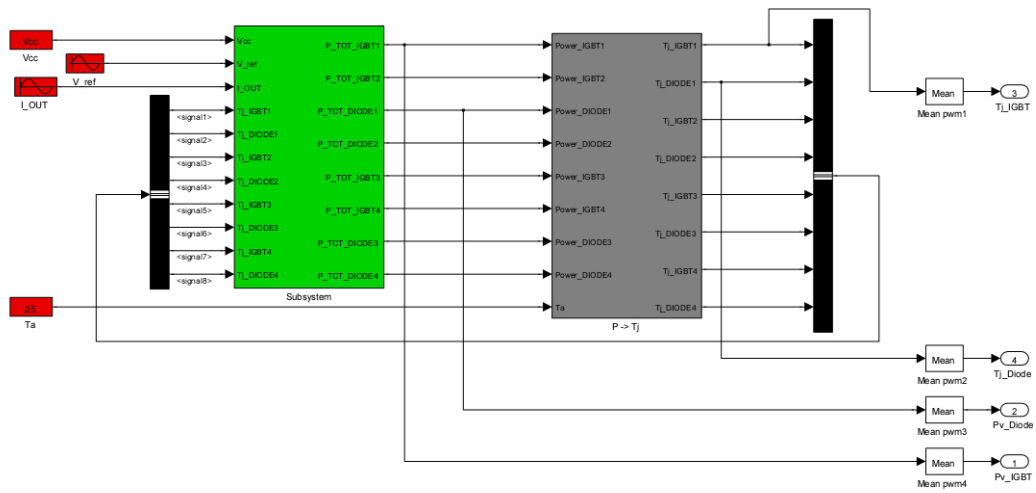 Vcc
Vcc
V_ref
I_OUT
Vcc
V_ref
I_OUT
Tj_IGBT1
Tj_DIODE1
Tj_IGBT2
Tj_DIODE2
Tj_IGBT3
Tj_DIODE3
Tj_IGBT4
Tj_DIODE4
<signal1>
<signal2>
<signal3>
<signal4>
<signal5>
<signal6>
<signal7>
<signal8>
P_TOT_IGBT1
P_TOT_IGBT2
P_TOT_DIODE1
P_TOT_DIODE2
P_TOT_IGBT3
P_TOT_IGBT4
P_TOT_DIODE3
P_TOT_DIODE4
Subsystem
25
Ta
Power_IGBT1
Power_IGBT2
Power_DIODE1
Power_DIODE2
Power_IGBT3
Power_IGBT4
Power_DIODE3
Power_DIODE4
Ta
Tj_IGBT1
Tj_DIODE1
Tj_IGBT2
Tj_DIODE2
Tj_IGBT3
Tj_DIODE3
Tj_IGBT4
Tj_DIODE4
P -> Tj
Mean
Mean pwm1
3
Tj_IGBT
Mean
Mean pwm2
4
Tj_Diode
Mean
Mean pwm3
2
Pv_Diode
Mean
Mean pwm4
1
Pv_IGBT